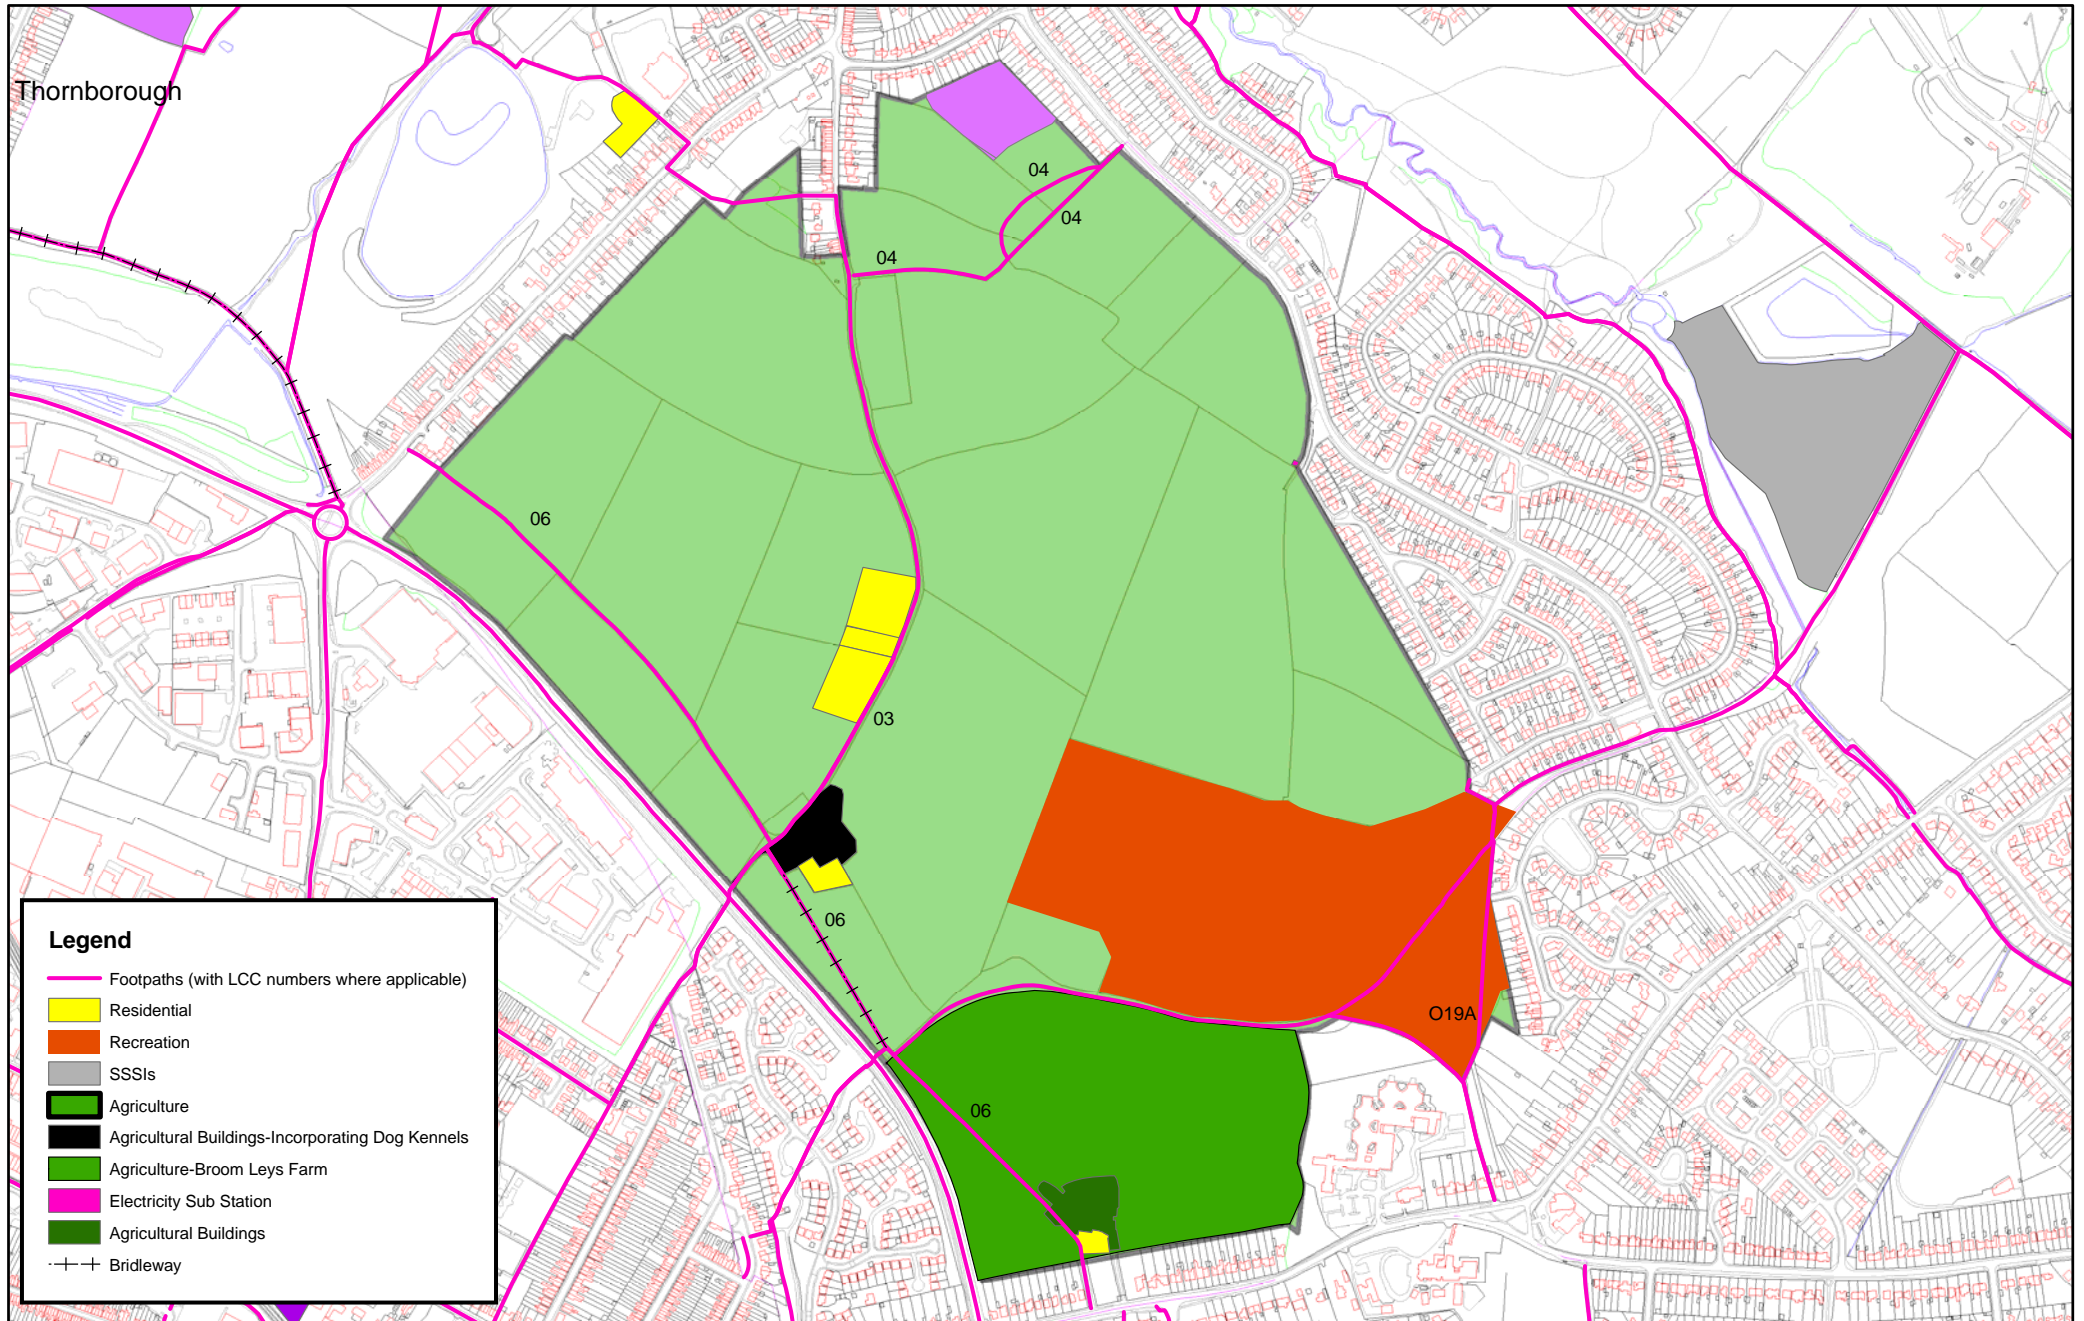 Thornborough
04
04
04
06
03
06
O19A
06
Legend
Footpaths (with LCC numbers where applicable)
Residential
Recreation
SSSIs
Agriculture
Agricultural Buildings-Incorporating Dog Kennels
Agriculture-Broom Leys Farm
Electricity Sub Station
Agricultural Buildings
Bridleway